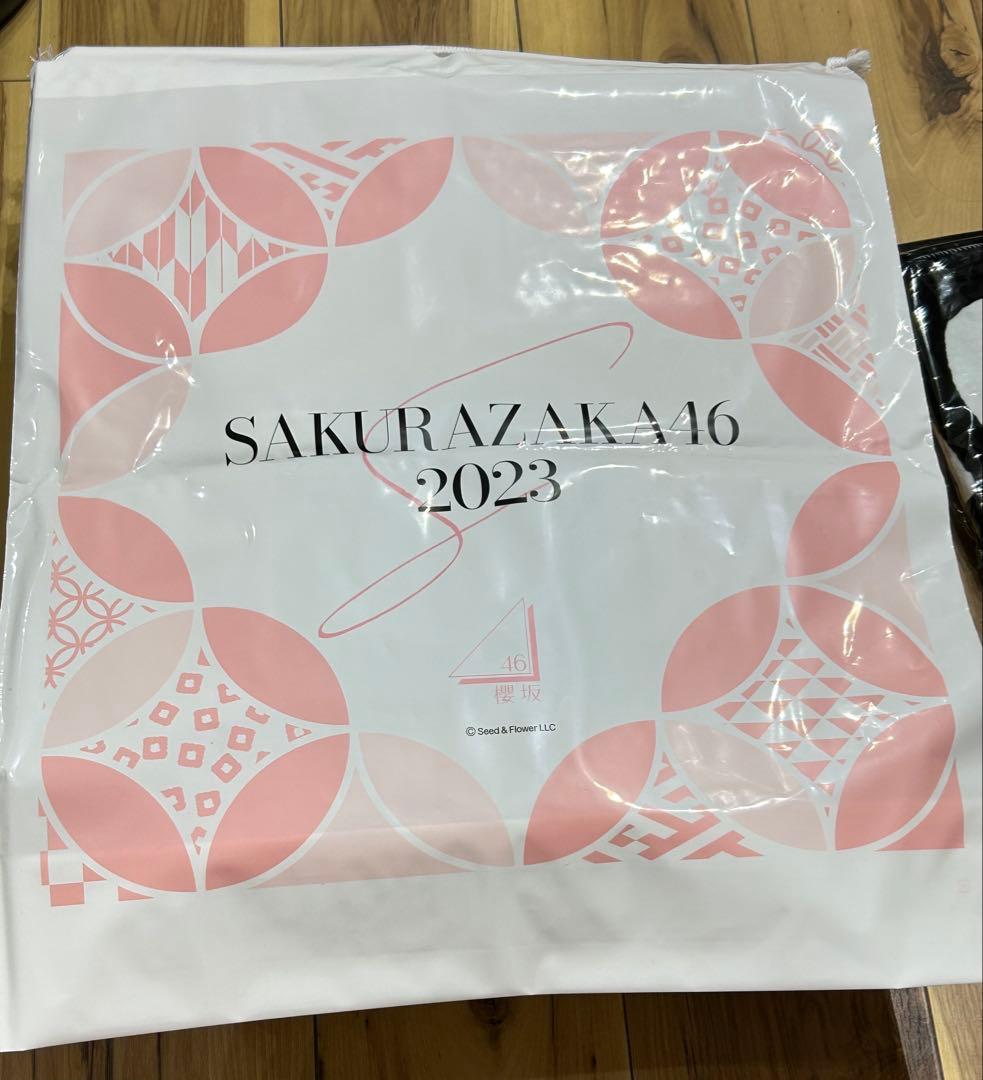 SAKURAZAKA46
2023
46
櫻坂
© Seed & Flower LLC